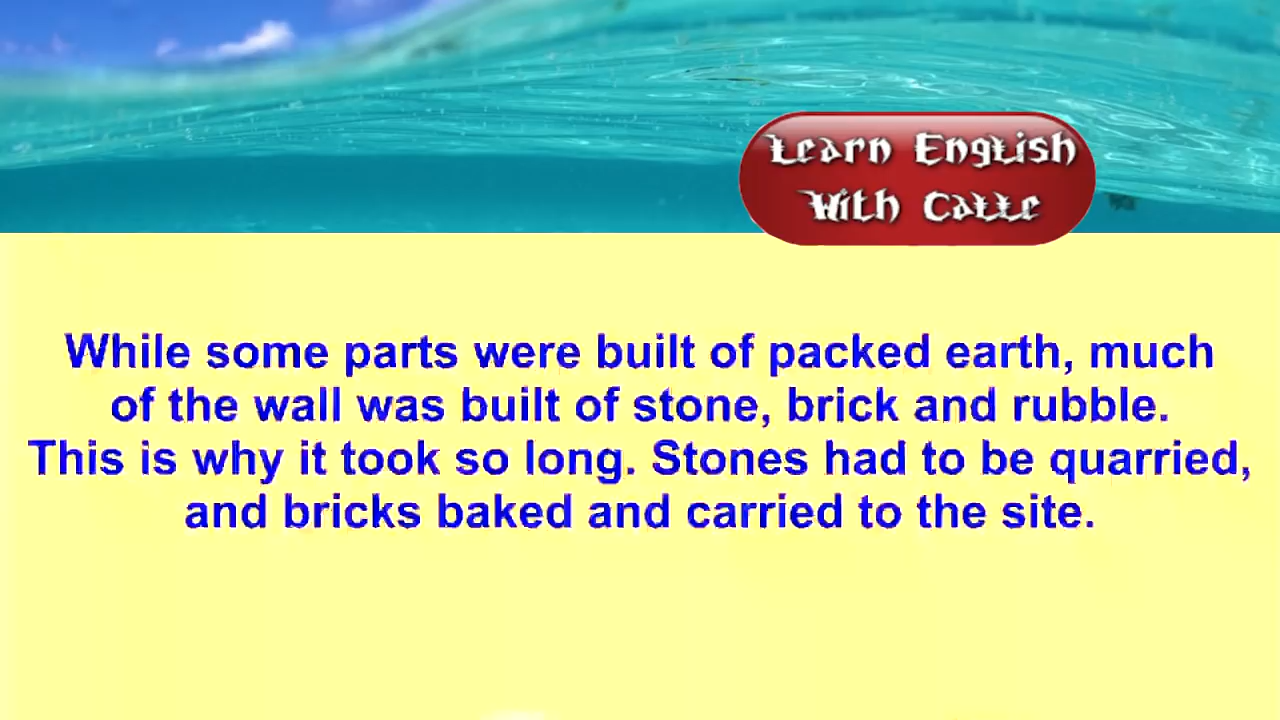 Learn English
With Calle
While some parts were built of packed earth, much
of the wall was built of stone, brick and rubble.
This is why it took so long. Stones had to be quarried,
and bricks baked and carried to the site.